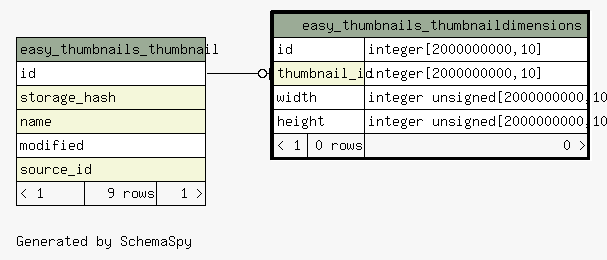 easy_thumbnails_thumbnail
id
storage_hash
name
modified
source_id
< 1 9 rows 1 >
easy_thumbnails_thumbnaildimensions
id integer[2000000000,10]
thumbnail_id integer[2000000000,10]
width integer unsigned[2000000000,10
height integer unsigned[2000000000,10
< 1 0 rows 0 >
Generated by SchemaSpy